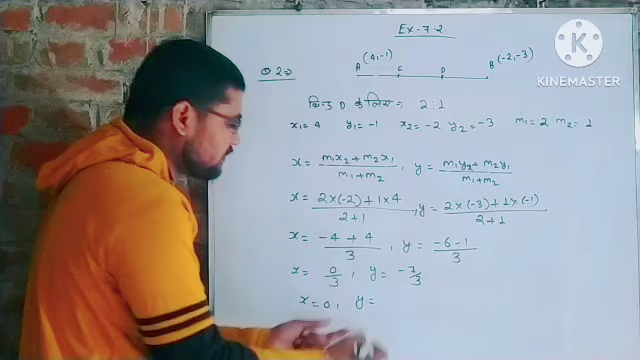 Ex-7.2
KINEMASTER
Q 2⇒
A (4,-1) C D B (-2,-3)
बिन्दु D के लिए :- 2:1
x₁=4 y₁=-1 x₂=-2 y₂=-3 m₁=2 m₂=1
x = (m₁x₂+m₂x₁)/(m₁+m₂), y = (m₁y₂+m₂y₁)/(m₁+m₂)
x = (2×(-2)+1×4)/(2+1), y = (2×(-3)+1×(-1))/(2+1)
x = (-4+4)/3, y = (-6-1)/3
x = 0/3, y = -7/3
x=0, y=